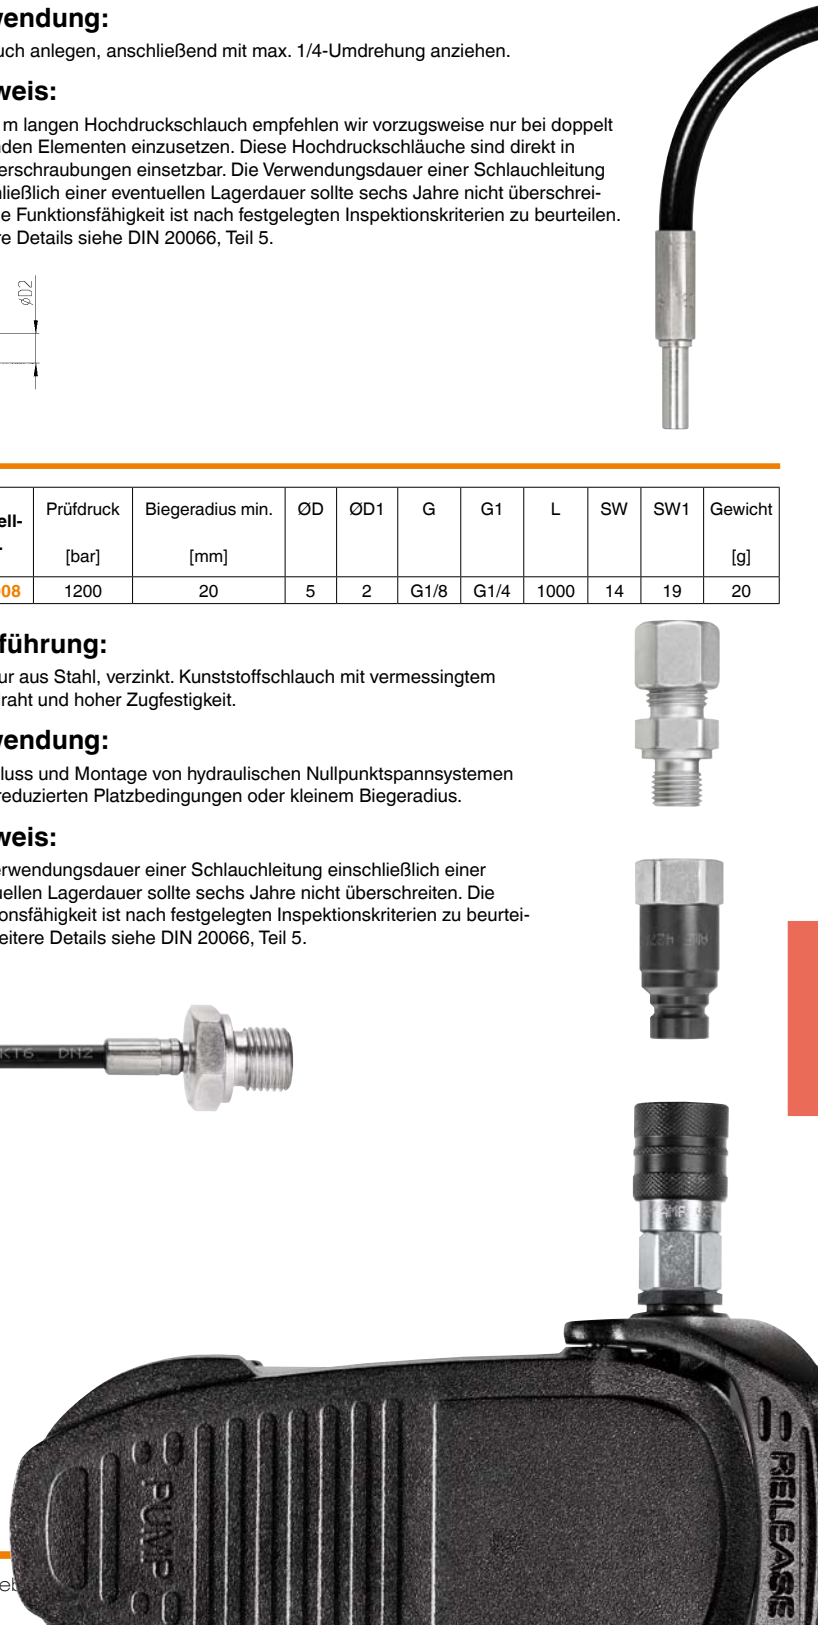 wendung:
uch anlegen, anschließend mit max. 1/4-Umdrehung anziehen.
weis:
m langen Hochdruckschlauch empfehlen wir vorzugsweise nur bei doppelt
nden Elementen einzusetzen. Diese Hochdruckschläuche sind direkt in
erschraubungen einsetzbar. Die Verwendungsdauer einer Schlauchleitung
hließlich einer eventuellen Lagerdauer sollte sechs Jahre nicht überschrei-
e Funktionsfähigkeit ist nach festgelegten Inspektionskriterien zu beurteilen.
re Details siehe DIN 20066, Teil 5.
øD2
ell- Prüfdruck Biegeradius min. ØD ØD1 G G1 L SW SW1 Gewicht
. [bar] [mm] [g]
008 1200 20 5 2 G1/8 G1/4 1000 14 19 20
führung:
ur aus Stahl, verzinkt. Kunststoffschlauch mit vermessingtem
raht und hoher Zugfestigkeit.
wendung:
luss und Montage von hydraulischen Nullpunktspannsystemen
reduzierten Platzbedingungen oder kleinem Biegeradius.
weis:
erwendungsdauer einer Schlauchleitung einschließlich einer
uellen Lagerdauer sollte sechs Jahre nicht überschreiten. Die
onsfähigkeit ist nach festgelegten Inspektionskriterien zu beurtei-
eitere Details siehe DIN 20066, Teil 5.
KT6 DN2
PUMP
RELEASE